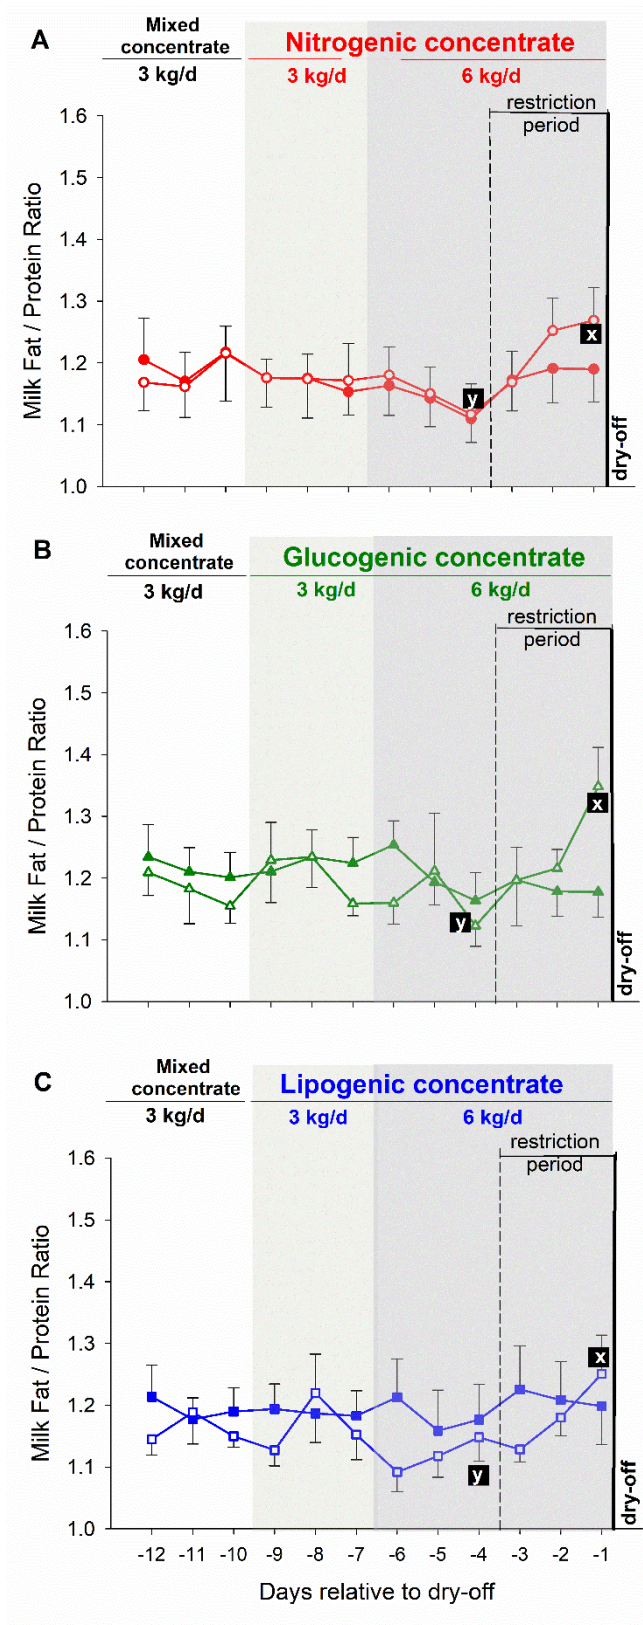 A
Mixed
concentrate
Nitrogenic concentrate
3 kg/d
3 kg/d
6 kg/d
restriction
period
1.6
1.5
1.4
1.3
1.2
1.1
1.0
Milk Fat / Protein Ratio
y
x
dry-off
B
Mixed
concentrate
Glucogenic concentrate
3 kg/d
3 kg/d
6 kg/d
restriction
period
1.6
1.5
1.4
1.3
1.2
1.1
1.0
Milk Fat / Protein Ratio
y
x
dry-off
C
Mixed
concentrate
Lipogenic concentrate
3 kg/d
3 kg/d
6 kg/d
restriction
period
1.6
1.5
1.4
1.3
1.2
1.1
1.0
Milk Fat / Protein Ratio
y
x
dry-off
-12 -11 -10 -9 -8 -7 -6 -5 -4 -3 -2 -1
Days relative to dry-off